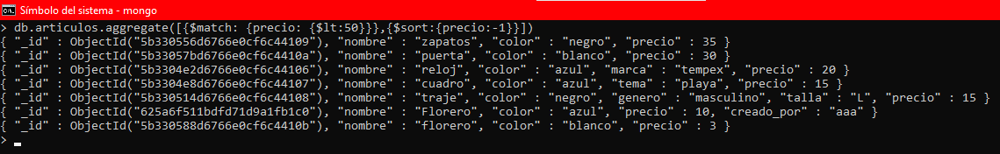 Símbolo del sistema - mongo
> db.articulos.aggregate([{$match: {precio: {$lt:50}}},{$sort:{precio:-1}}])
{ "_id" : ObjectId("5b330556d6766e0cf6c44109"), "nombre" : "zapatos", "color" : "negro", "precio" : 35 }
{ "_id" : ObjectId("5b33057bd6766e0cf6c4410a"), "nombre" : "puerta", "color" : "blanco", "precio" : 30 }
{ "_id" : ObjectId("5b3304e2d6766e0cf6c44106"), "nombre" : "reloj", "color" : "azul", "marca" : "tempex", "precio" : 20 }
{ "_id" : ObjectId("5b3304e8d6766e0cf6c44107"), "nombre" : "cuadro", "color" : "azul", "tema" : "playa", "precio" : 15 }
{ "_id" : ObjectId("5b330514d6766e0cf6c44108"), "nombre" : "traje", "color" : "negro", "genero" : "masculino", "talla" : "L", "precio" : 15 }
{ "_id" : ObjectId("625a6f511bdfd71d9a1fb1c0"), "nombre" : "Florero", "color" : "azul", "precio" : 10, "creado_por" : "aaa" }
{ "_id" : ObjectId("5b330588d6766e0cf6c4410b"), "nombre" : "florero", "color" : "blanco", "precio" : 3 }
>